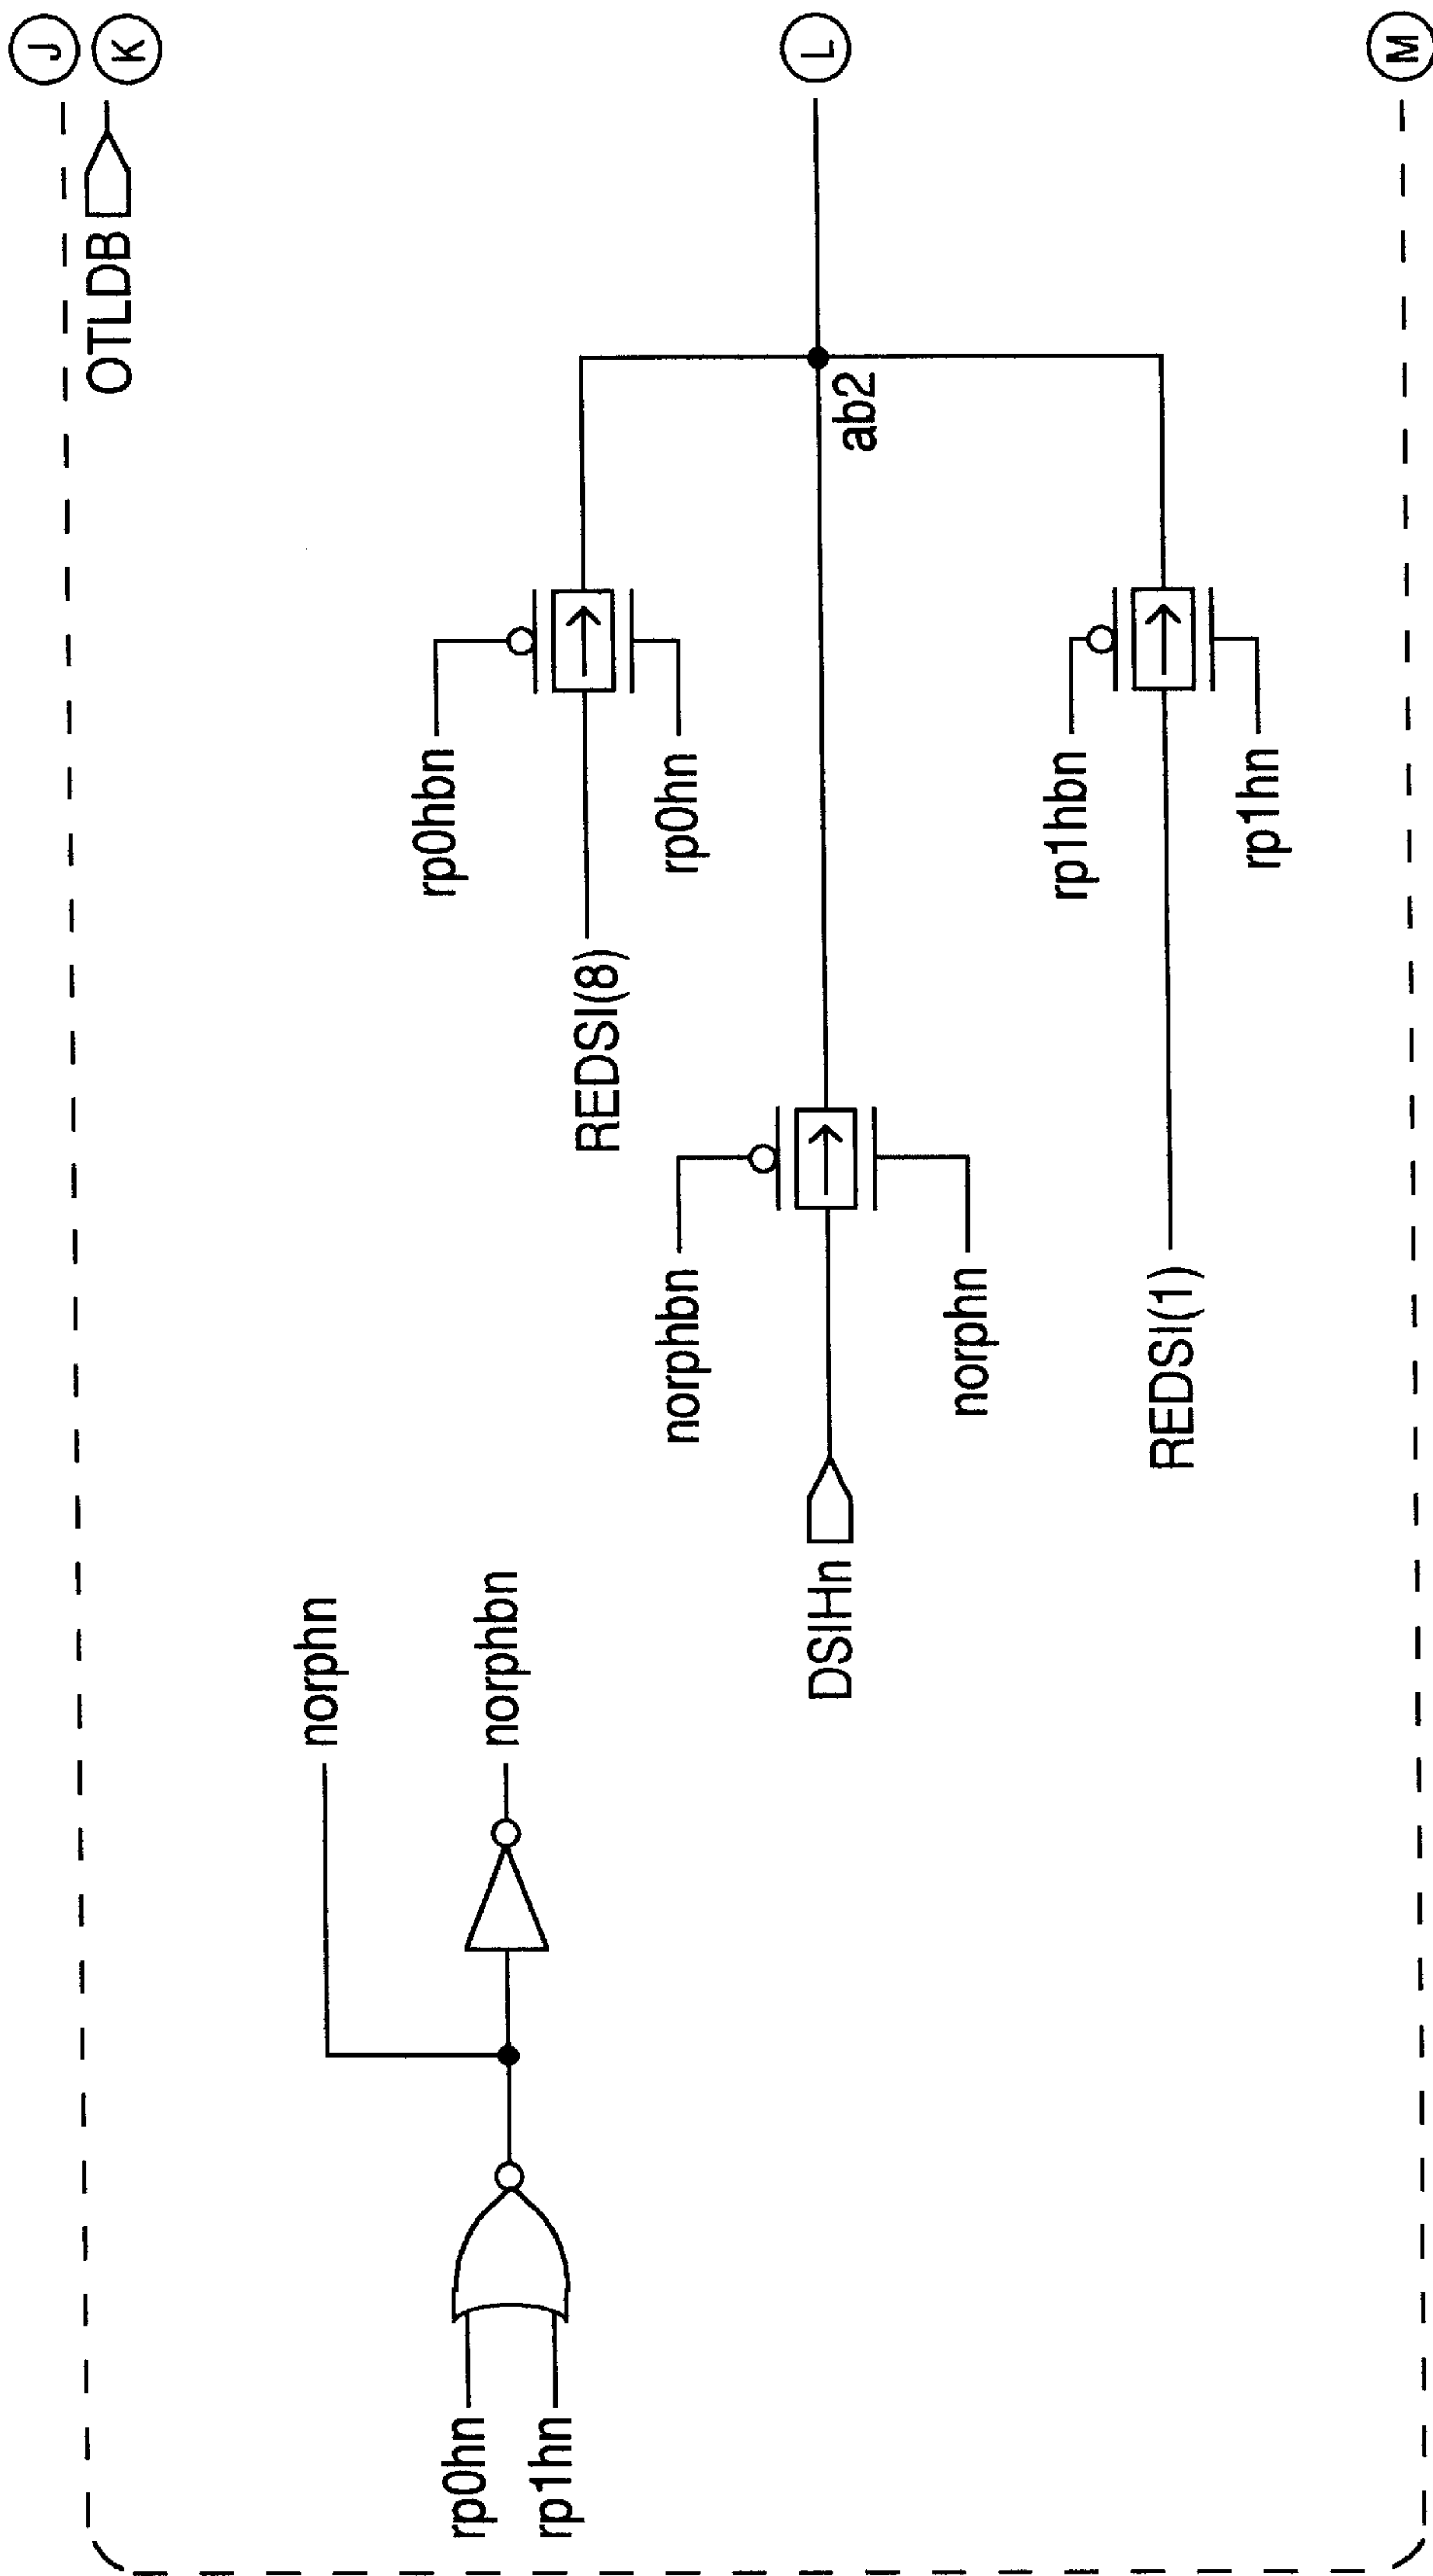 J
K
OTLDB
L
M
rp0hn
rp1hn
norphn
norphbn
DSIHn
norphbn
norphn
REDSI(8)
rp0hbn
rp0hn
ab2
REDSI(1)
rp1hbn
rp1hn